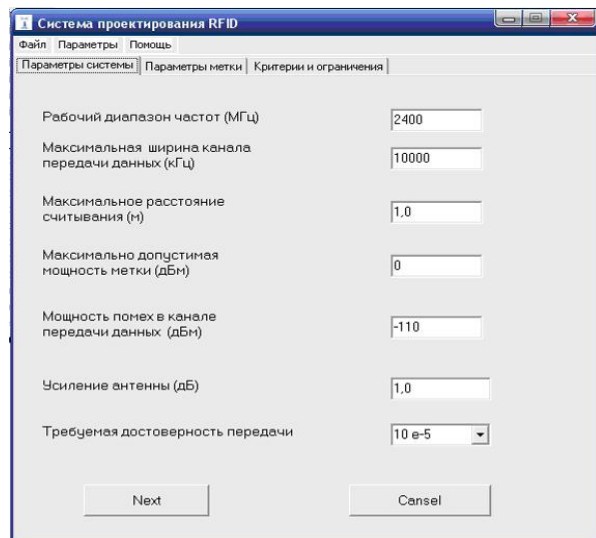 Система проектирования RFID
Файл Параметры Помощь
Параметры системы Параметры метки Критерии и ограничения
Рабочий диапазон частот (МГц) 2400
Максимальная ширина канала
передачи данных (кГц) 10000
Максимальное расстояние
считывания (м) 1,0
Максимально допустимая
мощность метки (дБм) 0
Мощность помех в канале
передачи данных (дБм) -110
Усиление антенны (дБ) 1,0
Требуемая достоверность передачи 10 e-5
Next Cansel